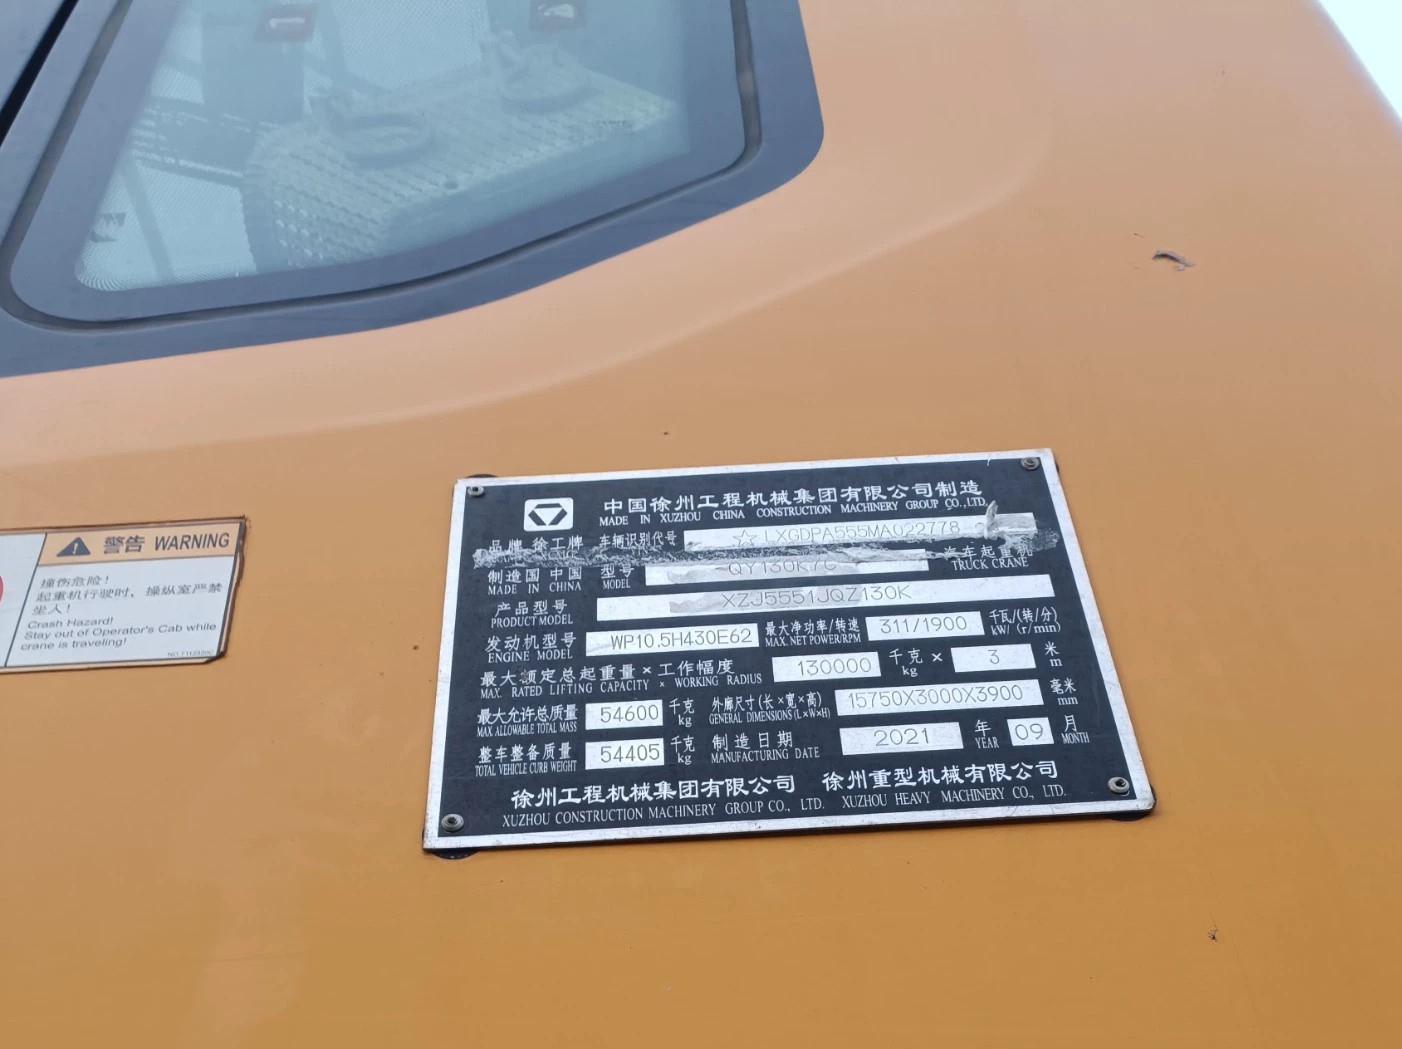 警告 WARNING
撞伤危险！
起重机行驶时，操纵室严禁
坐人！
Crash Hazard!
Stay out of Operator's Cab while
crane is traveling!
中国徐州工程机械集团有限公司制造
MADE IN XUZHOU CHINA CONSTRUCTION MACHINERY GROUP CO.,LTD.
品牌 徐工牌 车辆识别代号 ☆ LXGDPA555MA022778
制造国 中国 型号 QY130K7C 汽车起重机
MADE IN CHINA MODEL TRUCK CRANE
产品型号 XZJ5551JQZ130K
PRODUCT MODEL
发动机型号 WP10.5H430E62 最大净功率/转速 311/1900 千瓦/(转/分)
ENGINE MODEL MAX. NET POWER/RPM kW/ (r/min)
最大额定总起重量 × 工作幅度 130000 千克 × 3 米
MAX. RATED LIFTING CAPACITY × WORKING RADIUS kg m
最大允许总质量 54600 千克 外廓尺寸(长×宽×高) 15750X3000X3900 毫米
MAX ALLOWABLE TOTAL MASS kg GENERAL DIMENSIONS (L×W×H) mm
整车整备质量 54405 千克 制造日期 2021 年 09 月
TOTAL VEHICLE CURB WEIGHT kg MANUFACTURING DATE YEAR MONTH
徐州工程机械集团有限公司 徐州重型机械有限公司
XUZHOU CONSTRUCTION MACHINERY GROUP CO., LTD. XUZHOU HEAVY MACHINERY CO., LTD.